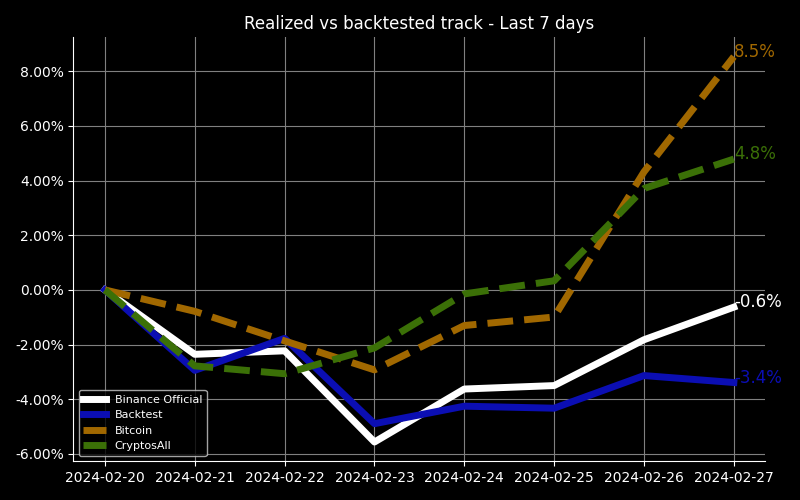 Realized vs backtested track - Last 7 days
8.00%
6.00%
4.00%
2.00%
0.00%
-2.00%
-4.00%
-6.00%
8.5%
4.8%
-0.6%
-3.4%
Binance Official
Backtest
Bitcoin
CryptosAll
2024-02-20 2024-02-21 2024-02-22 2024-02-23 2024-02-24 2024-02-25 2024-02-26 2024-02-27